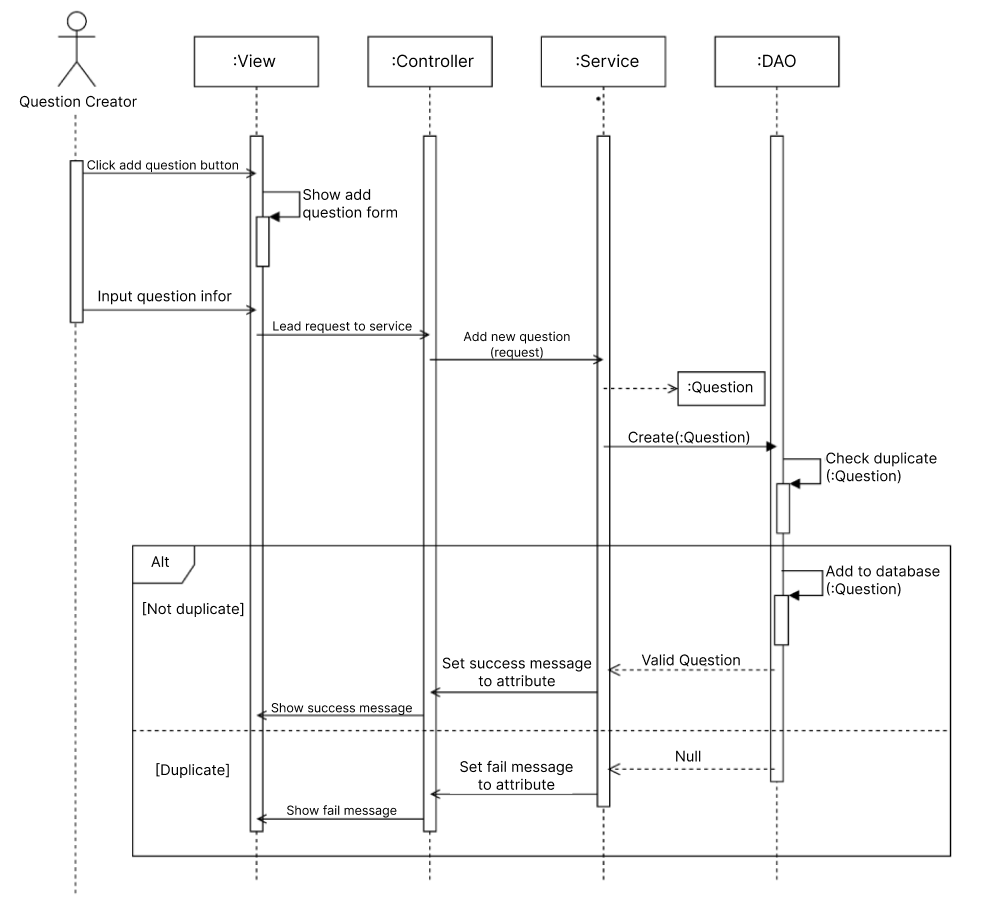 :View
:Controller
:Service
:DAO
Question Creator
Click add question button
Show add
question form
Input question infor
Lead request to service
Add new question
(request)
:Question
Create(:Question)
Check duplicate
(:Question)
Alt
Add to database
(:Question)
[Not duplicate]
Valid Question
Set success message
to attribute
Show success message
[Duplicate]
Null
Set fail message
to attribute
Show fail message